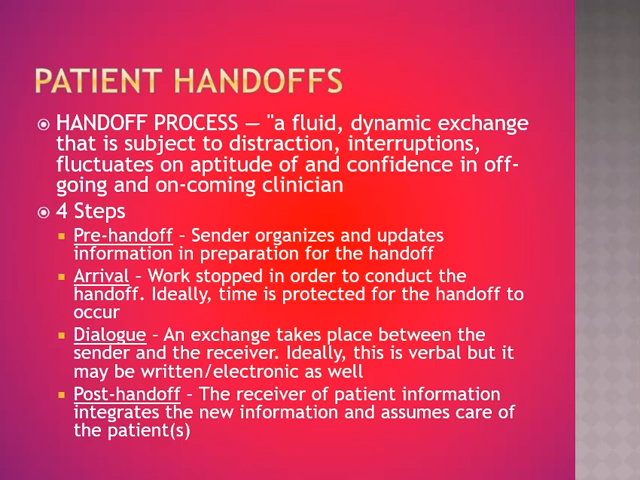 PATIENT HANDOFFS
HANDOFF PROCESS — "a fluid, dynamic exchange
that is subject to distraction, interruptions,
fluctuates on aptitude of and confidence in off-
going and on-coming clinician
4 Steps
Pre-handoff – Sender organizes and updates
information in preparation for the handoff
Arrival – Work stopped in order to conduct the
handoff. Ideally, time is protected for the handoff to
occur
Dialogue – An exchange takes place between the
sender and the receiver. Ideally, this is verbal but it
may be written/electronic as well
Post-handoff – The receiver of patient information
integrates the new information and assumes care of
the patient(s)